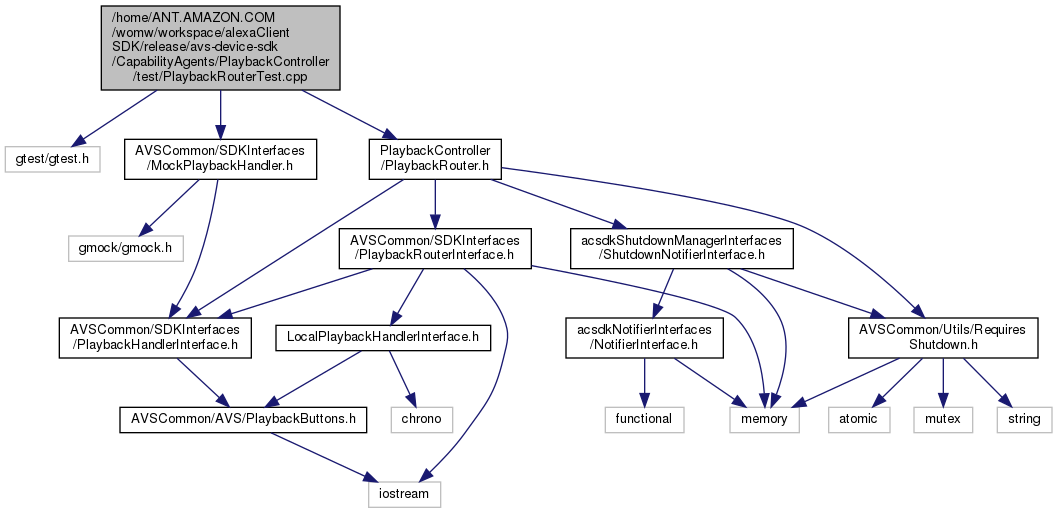 /home/ANT.AMAZON.COM
/womw/workspace/alexaClient
SDK/release/avs-device-sdk
/CapabilityAgents/PlaybackController
/test/PlaybackRouterTest.cpp
gtest/gtest.h
AVSCommon/SDKInterfaces
/MockPlaybackHandler.h
PlaybackController
/PlaybackRouter.h
gmock/gmock.h
AVSCommon/SDKInterfaces
/PlaybackRouterInterface.h
acsdkShutdownManagerInterfaces
/ShutdownNotifierInterface.h
AVSCommon/SDKInterfaces
/PlaybackHandlerInterface.h
LocalPlaybackHandlerInterface.h
acsdkNotifierInterfaces
/NotifierInterface.h
AVSCommon/Utils/Requires
Shutdown.h
AVSCommon/AVS/PlaybackButtons.h
chrono
functional
memory
atomic
mutex
string
iostream